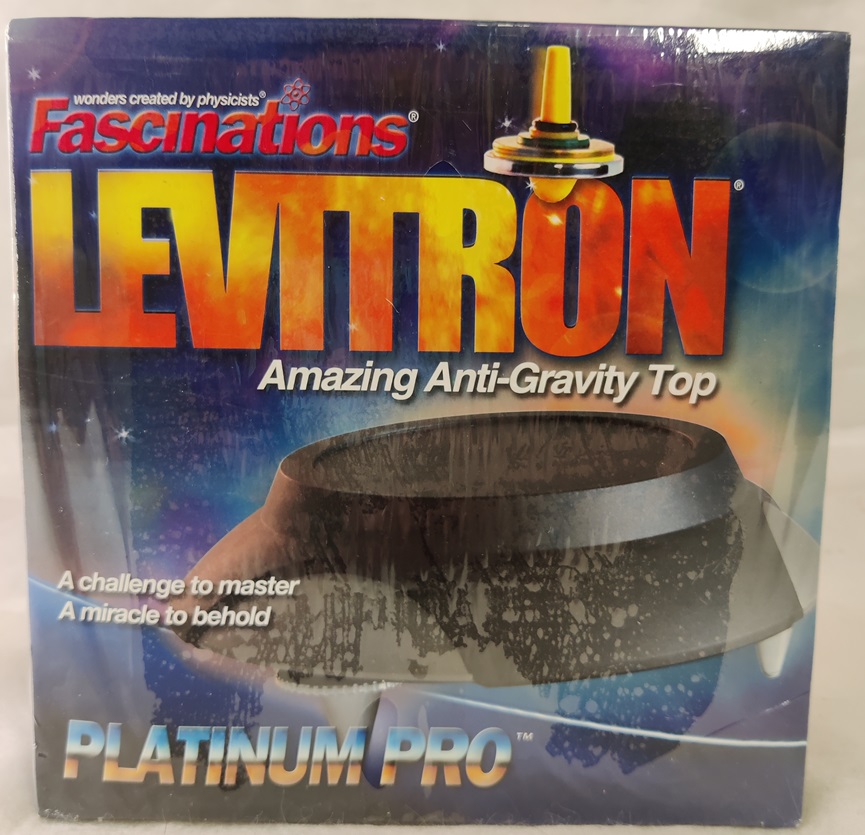 wonders created by physicists®
Fascinations®
LEVITRON®
Amazing Anti-Gravity Top
A challenge to master
A miracle to behold
PLATINUM PRO™